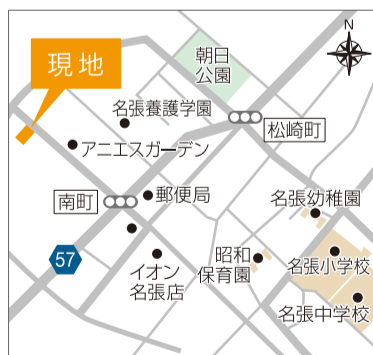 N
朝日
公園
現地
名張養護学園
松崎町
アニエスガーデン
南町
郵便局
名張幼稚園
57
イオン
名張店
昭和
保育園
名張小学校
名張中学校